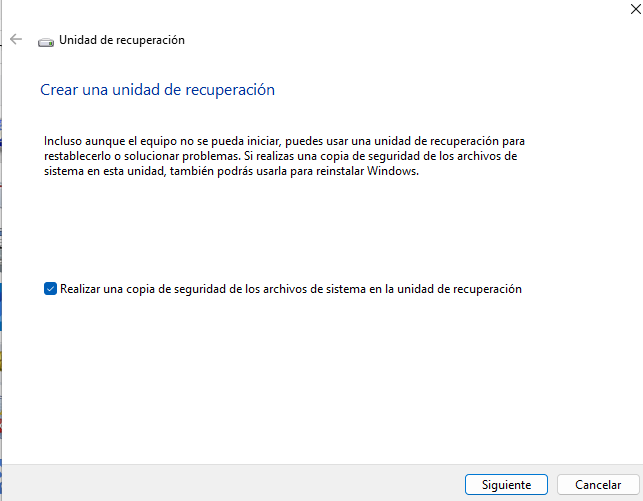 Unidad de recuperación
Crear una unidad de recuperación
Incluso aunque el equipo no se pueda iniciar, puedes usar una unidad de recuperación para
restablecerlo o solucionar problemas. Si realizas una copia de seguridad de los archivos de
sistema en esta unidad, también podrás usarla para reinstalar Windows.
Realizar una copia de seguridad de los archivos de sistema en la unidad de recuperación
Siguiente
Cancelar